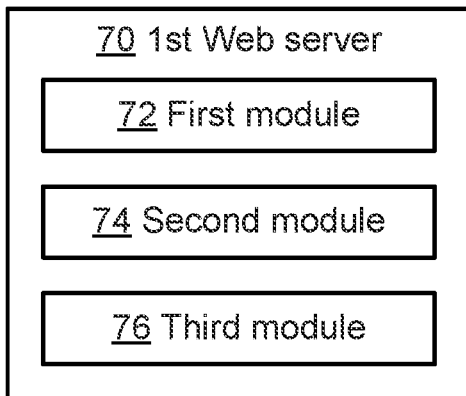 70 1st Web server
72 First module
74 Second module
76 Third module